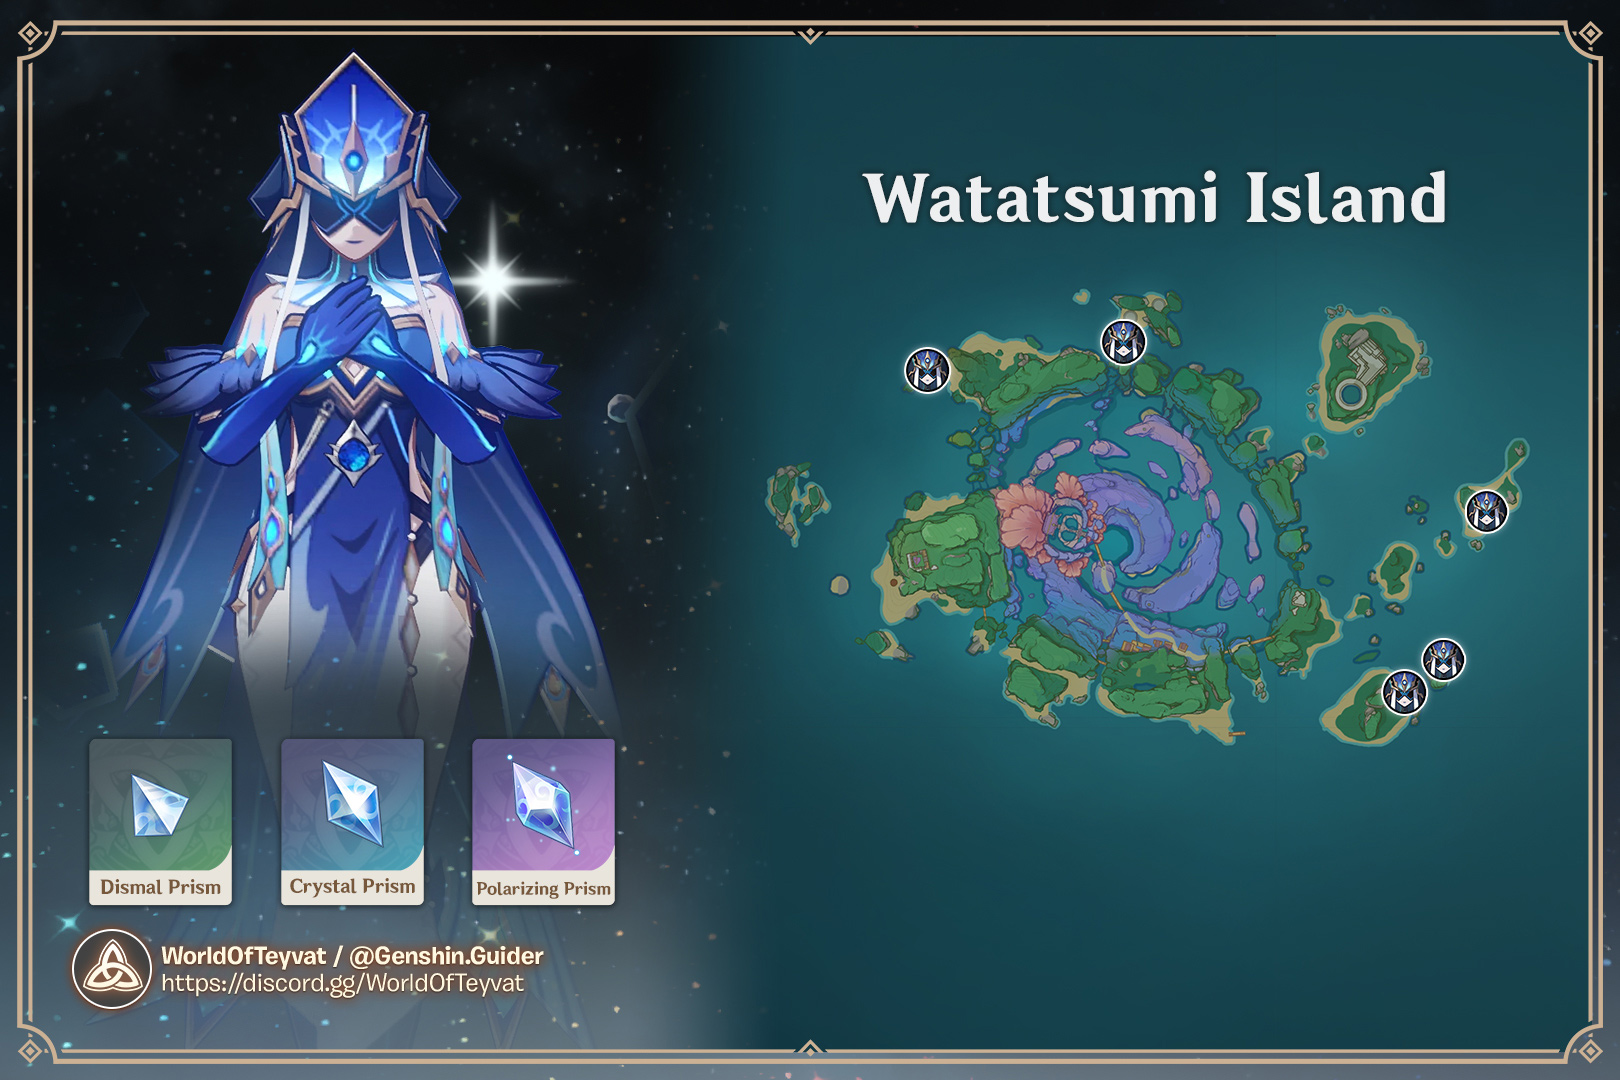 Watatsumi Island
Dismal Prism
Crystal Prism
Polarizing Prism
WorldOfTeyvat / @Genshin.Guider
https://discord.gg/WorldOfTeyvat